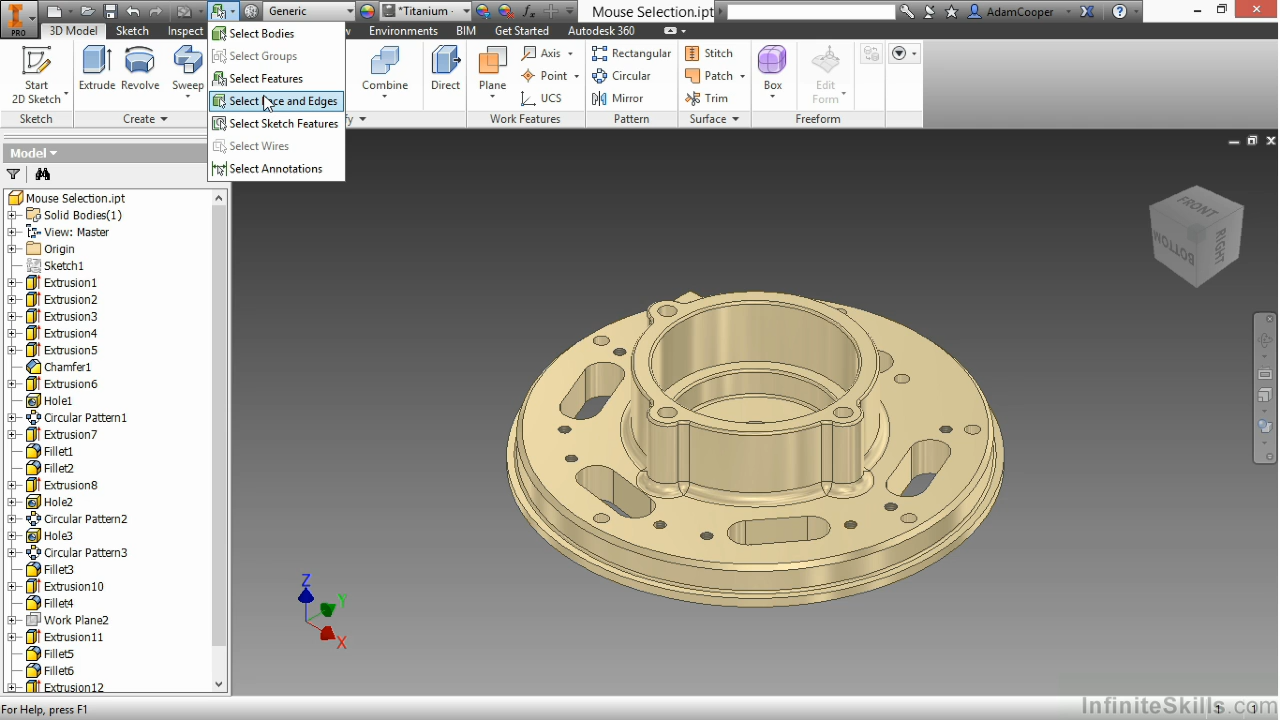 PRO
Generic
*Titanium
Mouse Selection.ipt
AdamCooper
3D Model
Sketch
Inspect
Environments
BIM
Get Started
Autodesk 360
Start
2D Sketch
Extrude
Revolve
Sweep
Combine
Direct
Plane
Axis
Point
UCS
Rectangular
Circular
Mirror
Stitch
Patch
Trim
Box
Edit
Form
Sketch
Create
fy
Work Features
Pattern
Surface
Freeform
Select Bodies
Select Groups
Select Features
Select Face and Edges
Select Sketch Features
Select Wires
Select Annotations
Model
Mouse Selection.ipt
Solid Bodies(1)
View: Master
Origin
Sketch1
Extrusion1
Extrusion2
Extrusion3
Extrusion4
Extrusion5
Chamfer1
Extrusion6
Hole1
Circular Pattern1
Extrusion7
Fillet1
Fillet2
Extrusion8
Hole2
Circular Pattern2
Hole3
Circular Pattern3
Fillet3
Extrusion10
Fillet4
Work Plane2
Extrusion11
Fillet5
Fillet6
Extrusion12
FRONT
RIGHT
BOTTOM
Z
Y
X
For Help, press F1
1 1
InfiniteSkills.com